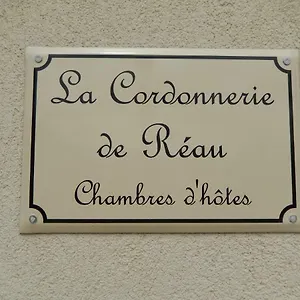 La Cordonnerie
de Réau
Chambres d'hôtes